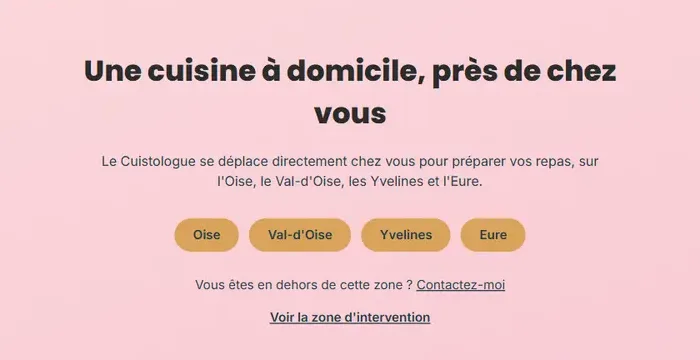 Une cuisine à domicile, près de chez
vous
Le Cuistologue se déplace directement chez vous pour préparer vos repas, sur
l'Oise, le Val-d'Oise, les Yvelines et l'Eure.
Oise
Val-d'Oise
Yvelines
Eure
Vous êtes en dehors de cette zone ? Contactez-moi
Voir la zone d'intervention